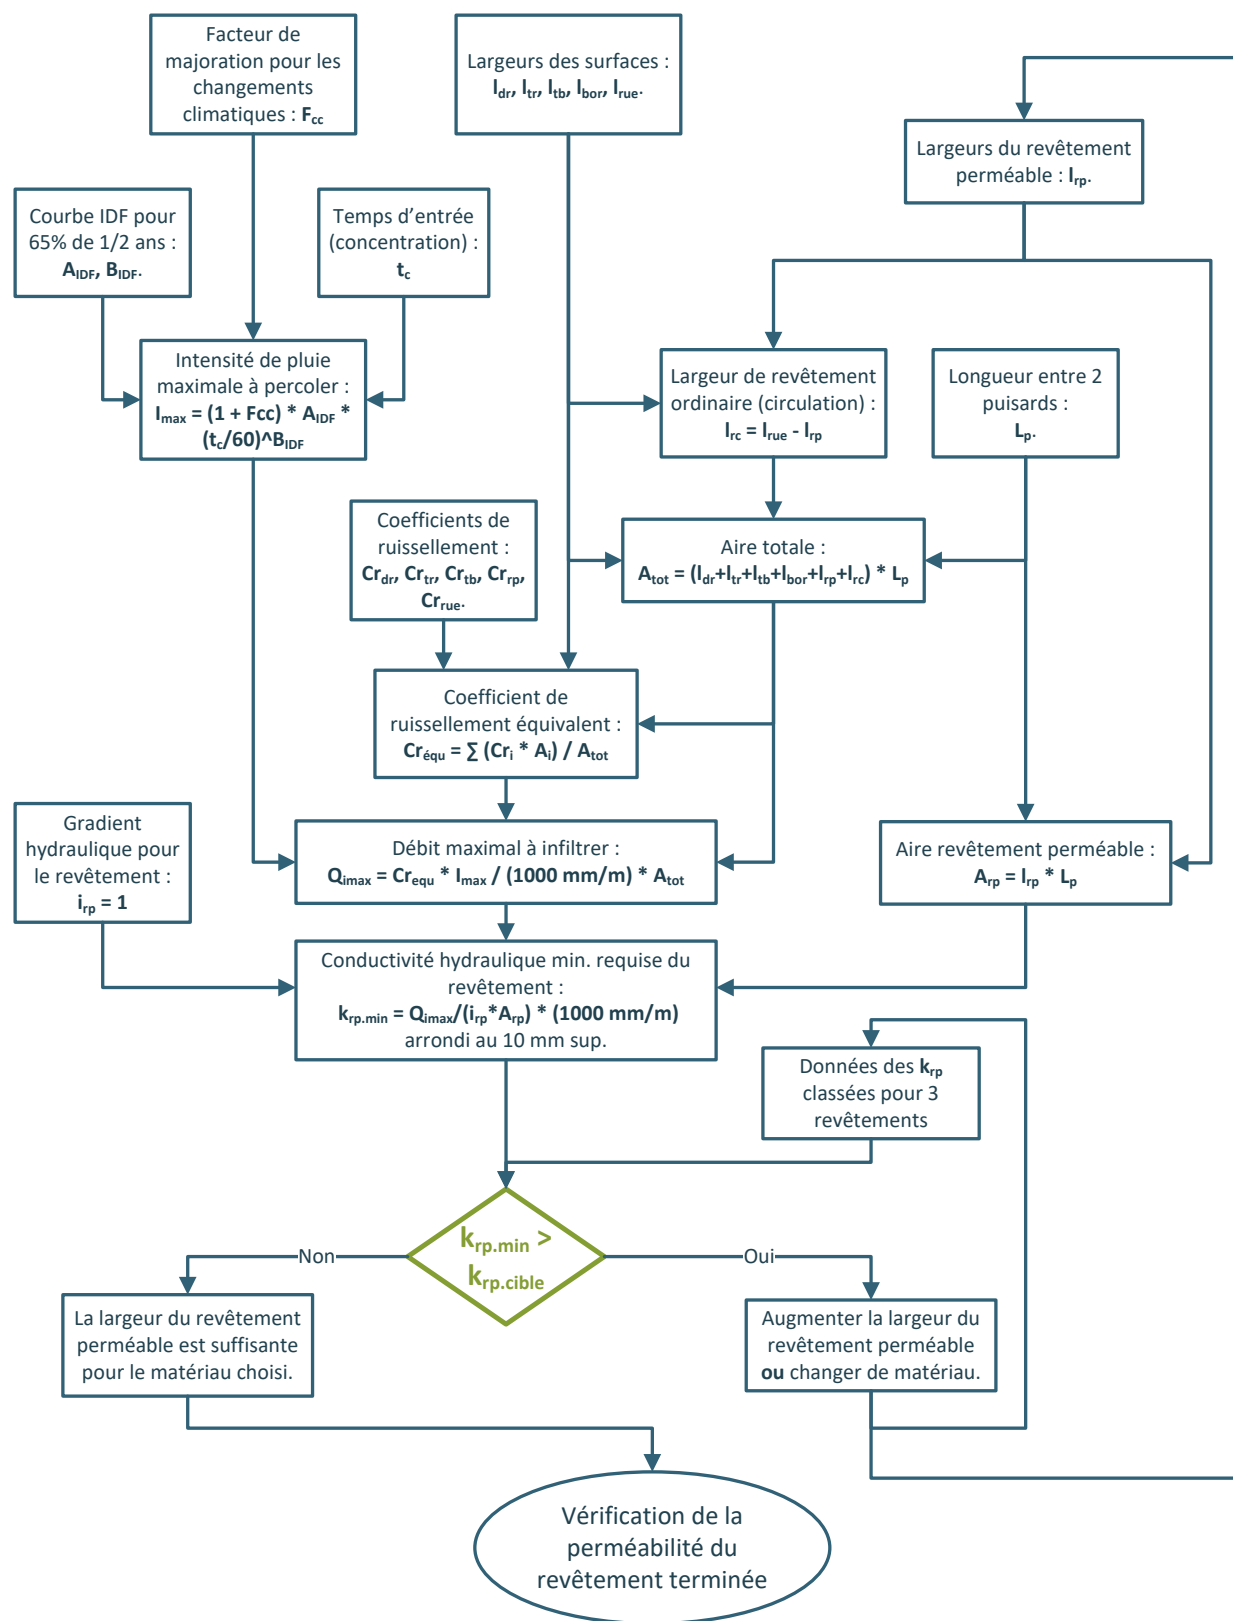 Facteur de
majoration pour les
changements
climatiques : Fcc
Largeurs des surfaces :
ldr, ltr, ltb, lbor, lrue.
Largeurs du revêtement
perméable : lrp.
Courbe IDF pour
65% de 1/2 ans :
AIDF, BIDF.
Temps d’entrée
(concentration) :
tc
Intensité de pluie
maximale à percoler :
Imax = (1 + Fcc) * AIDF *
(tc/60)^BIDF
Largeur de revêtement
ordinaire (circulation) :
lrc = lrue - lrp
Longueur entre 2
puisards :
Lp.
Coefficients de
ruissellement :
Crdr, Crtr, Crtb, Crrp,
Crrue.
Aire totale :
Atot = (ldr+ltr+ltb+lbor+lrp+lrc) * Lp
Coefficient de
ruissellement équivalent :
Créqu = ∑ (Cri * Ai) / Atot
Gradient
hydraulique pour
le revêtement :
irp = 1
Débit maximal à infiltrer :
Qimax = Crequ * Imax / (1000 mm/m) * Atot
Aire revêtement perméable :
Arp = lrp * Lp
Conductivité hydraulique min. requise du
revêtement :
krp.min = Qimax/(irp*Arp) * (1000 mm/m)
arrondi au 10 mm sup.
Données des krp
classées pour 3
revêtements
krp.min >
krp.cible
Non
Oui
La largeur du revêtement
perméable est suffisante
pour le matériau choisi.
Augmenter la largeur du
revêtement perméable
ou changer de matériau.
Vérification de la
perméabilité du
revêtement terminée